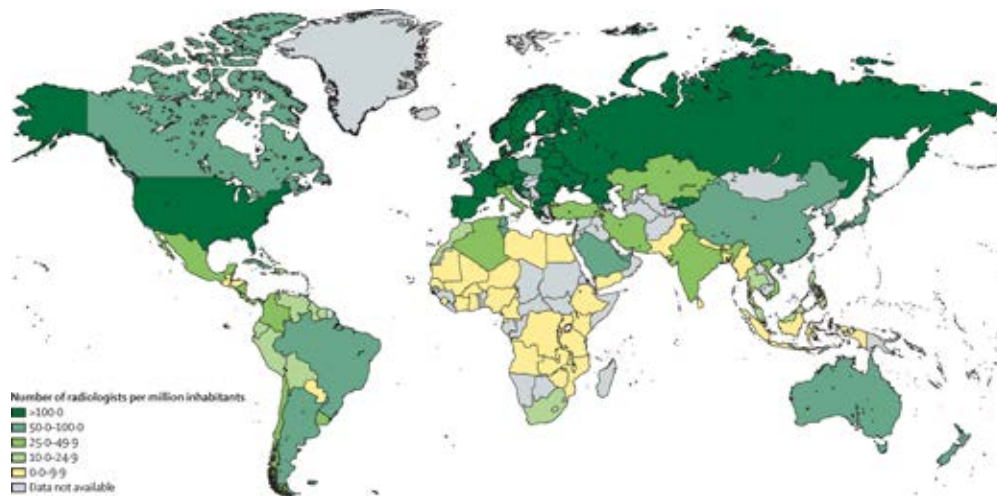 Number of radiologists per million inhabitants
>100·0
50·0–100·0
25·0–49·9
10·0–24·9
0·0–9·9
Data not available